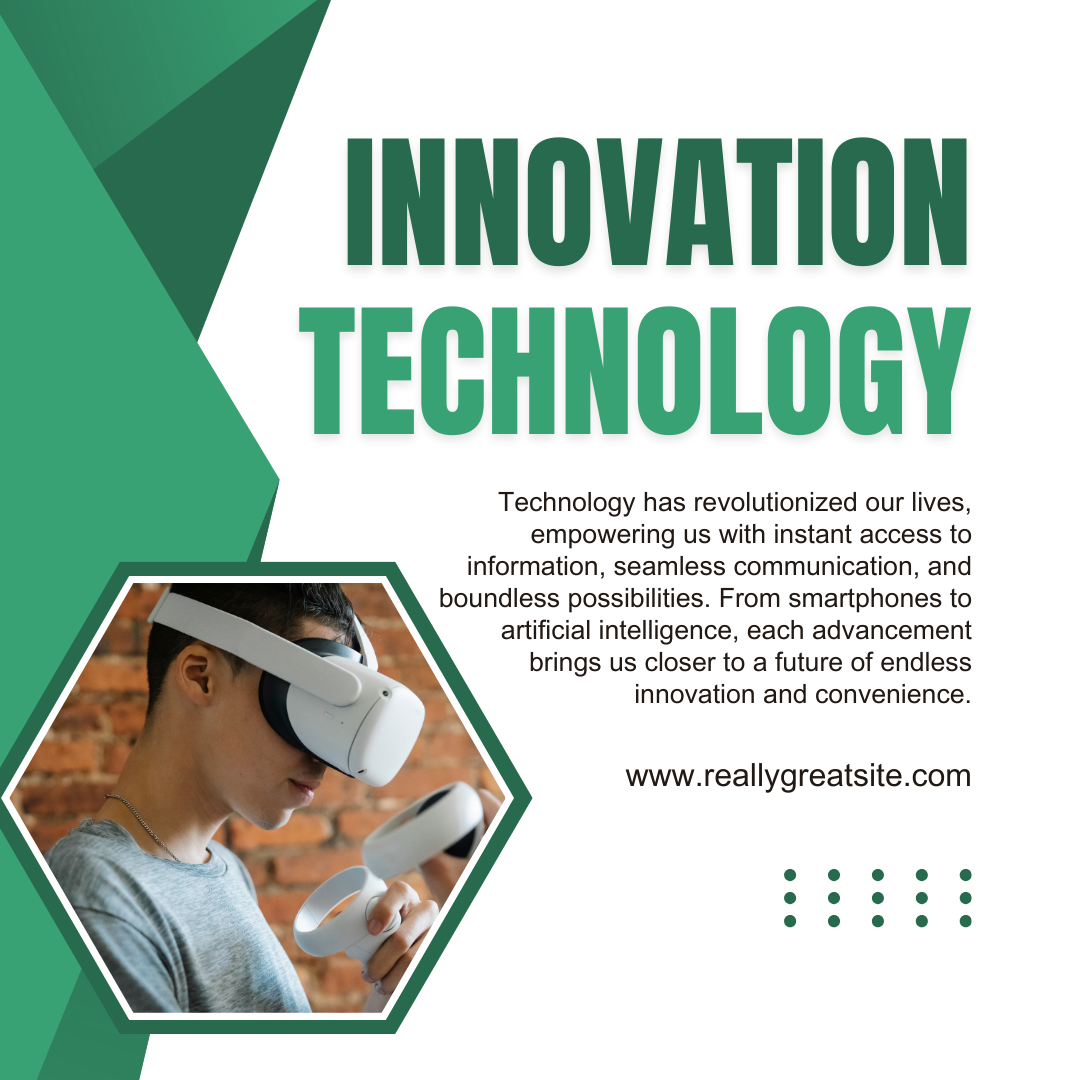 INNOVATION
TECHNOLOGY
Technology has revolutionized our lives,
empowering us with instant access to
information, seamless communication, and
boundless possibilities. From smartphones to
artificial intelligence, each advancement
brings us closer to a future of endless
innovation and convenience.
www.reallygreatsite.com